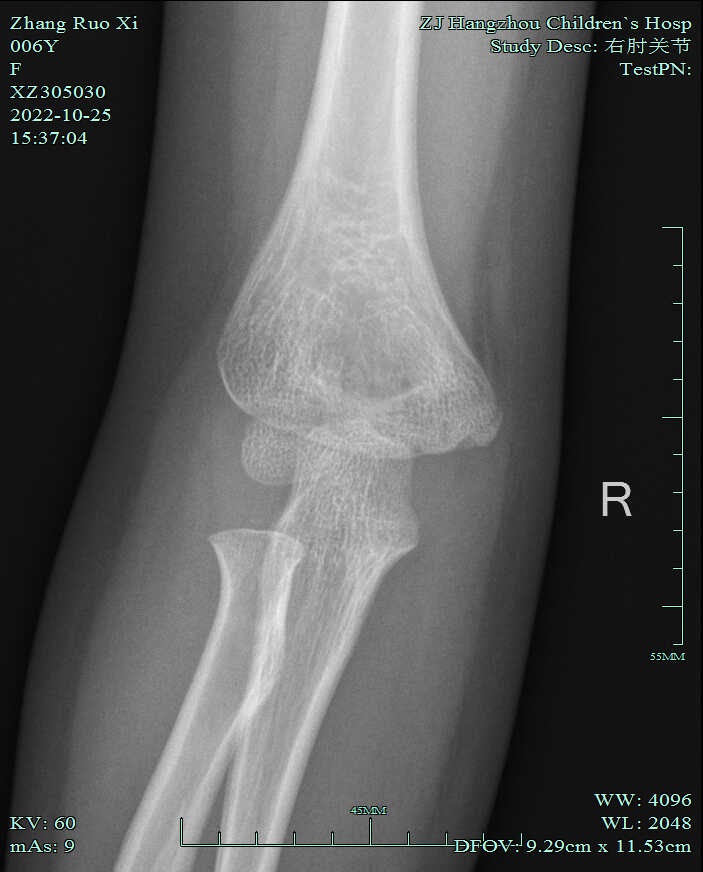 Zhang Ruo Xi
006Y
F
XZ305030
2022-10-25
15:37:04
ZJ Hangzhou Children`s Hosp
Study Desc: 右肘关节
TestPN:
R
55MM
45MM
KV: 60
mAs: 9
WW: 4096
WL: 2048
DFOV: 9.29cm x 11.53cm